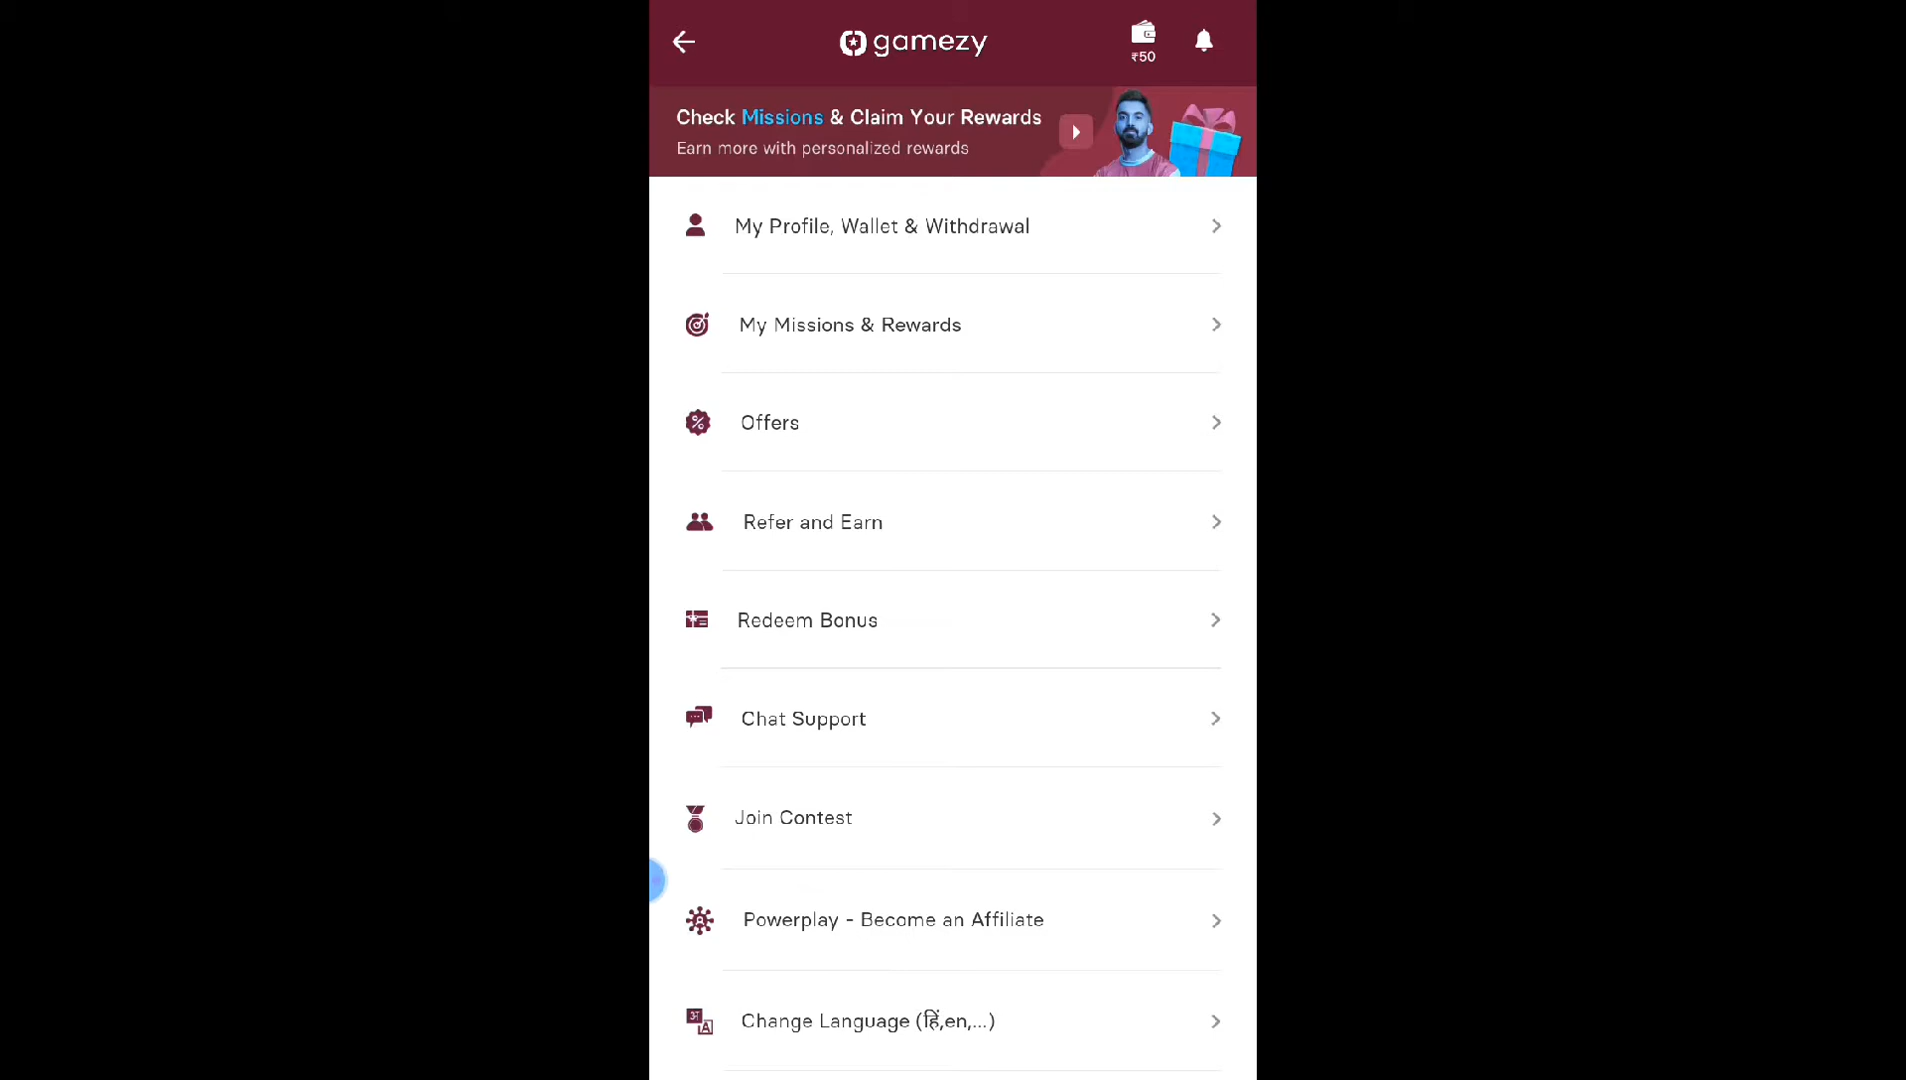 gamezy
₹50
Check Missions & Claim Your Rewards
Earn more with personalized rewards
My Profile, Wallet & Withdrawal
My Missions & Rewards
Offers
Refer and Earn
Redeem Bonus
Chat Support
Join Contest
Powerplay - Become an Affiliate
Change Language (हिं,en,...)